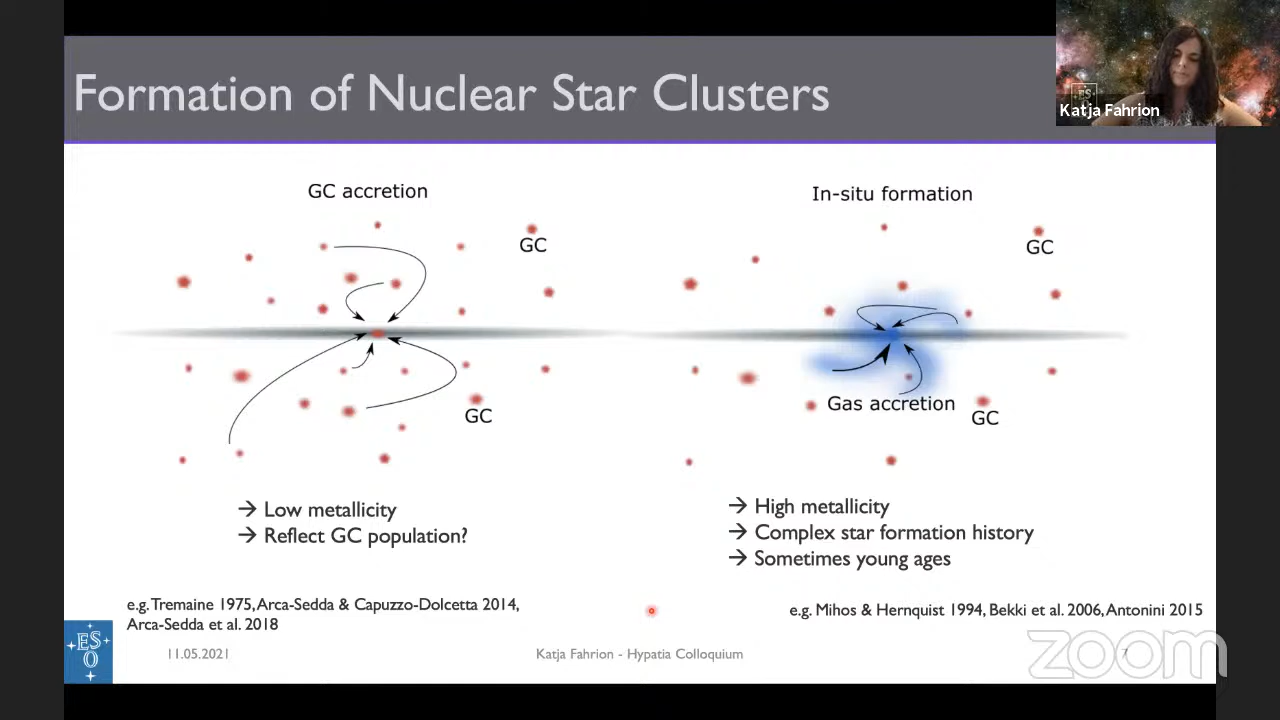 Formation of Nuclear Star Clusters
Katja Fahrion
GC accretion
In-situ formation
GC
GC
GC
Gas accretion
GC
→ Low metallicity
→ Reflect GC population?
→ High metallicity
→ Complex star formation history
→ Sometimes young ages
e.g. Tremaine 1975, Arca-Sedda & Capuzzo-Dolcetta 2014,
Arca-Sedda et al. 2018
e.g. Mihos & Hernquist 1994, Bekki et al. 2006, Antonini 2015
ES
O
11.05.2021
Katja Fahrion - Hypatia Colloquium
7
zoom